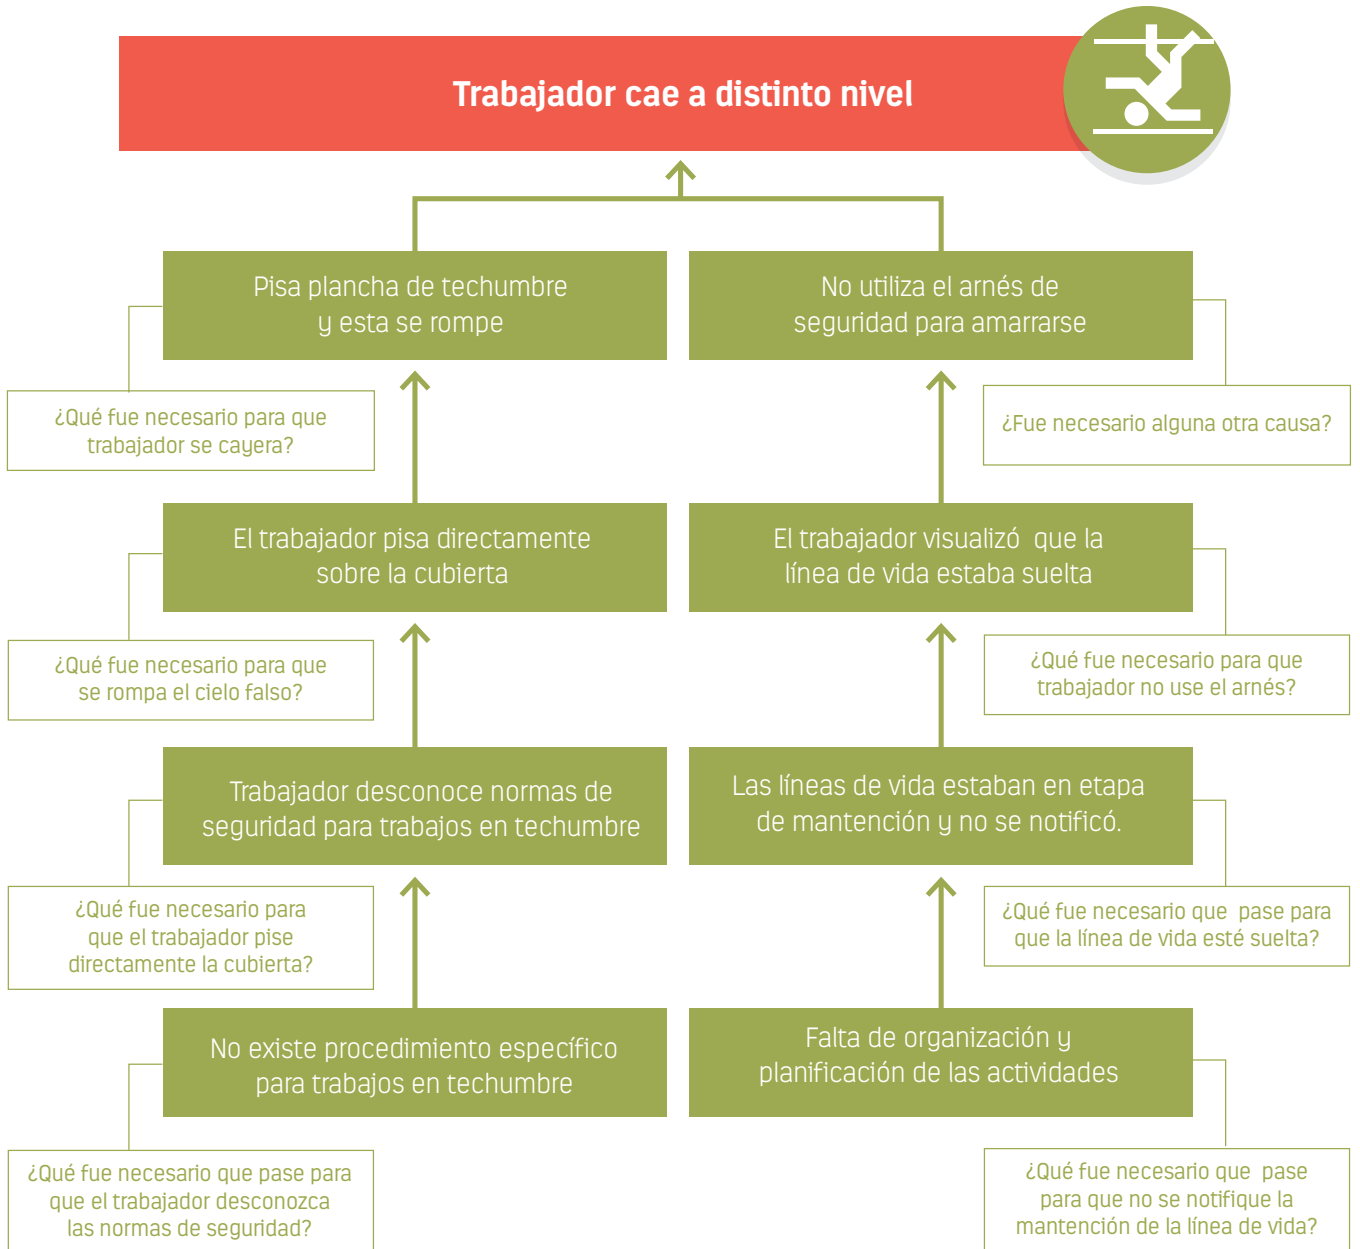 Trabajador cae a distinto nivel
Pisa plancha de techumbre
y esta se rompe
No utiliza el arnés de
seguridad para amarrarse
¿Qué fue necesario para que
trabajador se cayera?
¿Fue necesario alguna otra causa?
El trabajador pisa directamente
sobre la cubierta
El trabajador visualizó que la
línea de vida estaba suelta
¿Qué fue necesario para que
se rompa el cielo falso?
¿Qué fue necesario para que
trabajador no use el arnés?
Trabajador desconoce normas de
seguridad para trabajos en techumbre
Las líneas de vida estaban en etapa
de mantención y no se notificó.
¿Qué fue necesario para
que el trabajador pise
directamente la cubierta?
¿Qué fue necesario que pase para
que la línea de vida esté suelta?
No existe procedimiento específico
para trabajos en techumbre
Falta de organización y
planificación de las actividades
¿Qué fue necesario que pase para
que el trabajador desconozca
las normas de seguridad?
¿Qué fue necesario que pase
para que no se notifique la
mantención de la línea de vida?